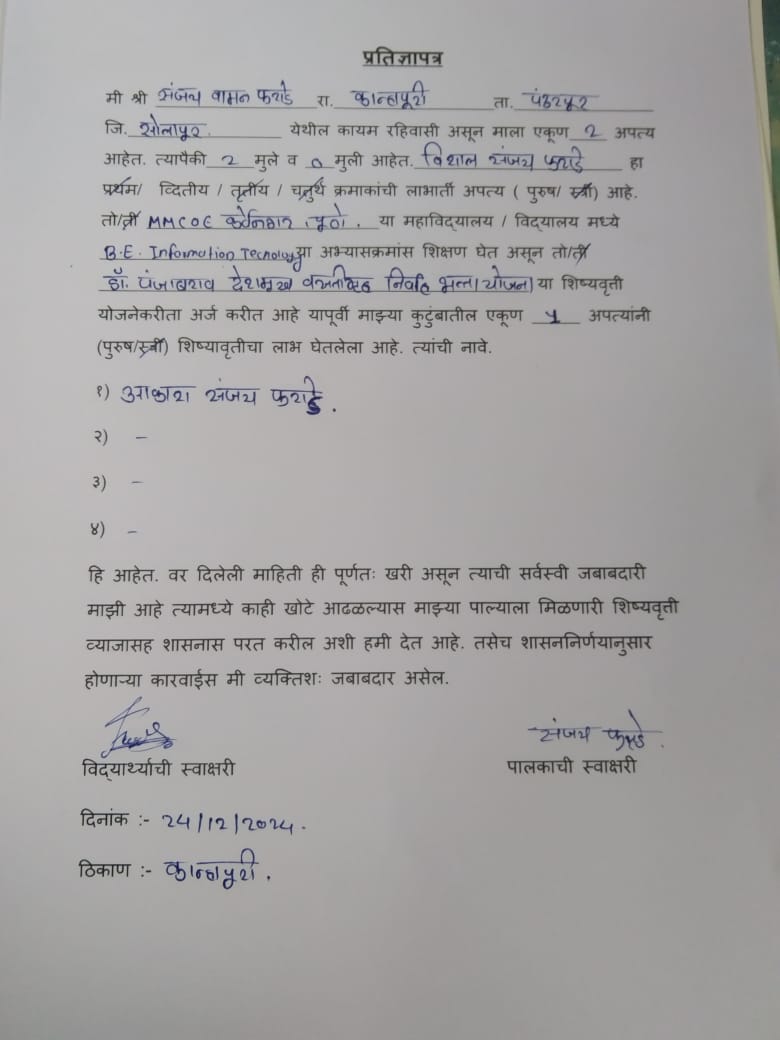 प्रतिज्ञापत्र
मी श्री संजय वामन फराडे रा. कान्हापूरी ता. पंढरपूर
जि. सोलापूर. येथील कायम रहिवासी असून माला एकूण 2 अपत्य
आहेत. त्यापैकी 2 मुले व 0 मुली आहेत. विशाल संजय फराडे हा
प्रथम/ व्दितीय / तृतीय / चतुर्थ क्रमाकांची लाभार्ती अपत्य ( पुरुष/ स्त्री) आहे.
तो/ती MMCOE कर्वेनगर, पूणे. या महाविद्यालय / विद्यालय मध्ये
B.E. Information Tecnology या अभ्यासक्रमांस शिक्षण घेत असून तो/ती
डॉ. पंजाबराव देशमुख वसतीगृह निर्वाह भत्ता योजना या शिष्यवृत्ती
योजनेकरीता अर्ज करीत आहे यापूर्वी माझ्या कुटुंबातील एकूण अपत्यांनी
(पुरुष/स्त्री) शिष्यावृतीचा लाभ घेतलेला आहे. त्यांची नावे.
१) आकाश संजय फराडे.
२) –
३) –
४) –
हि आहेत. वर दिलेली माहिती ही पूर्णतः खरी असून त्याची सर्वस्वी जबाबदारी
माझी आहे त्यामध्ये काही खोटे आढळल्यास माझ्या पाल्याला मिळणारी शिष्यवृत्ती
व्याजासह शासनास परत करील अशी हमी देत आहे. तसेच शासननिर्णयानुसार
होणाऱ्या कारवाईस मी व्यक्तिशः जबाबदार असेल.
संजय फराडे.
विद्यार्थ्याची स्वाक्षरी पालकाची स्वाक्षरी
दिनांक :- 24/12/2024.
ठिकाण :- कान्हापूरी.